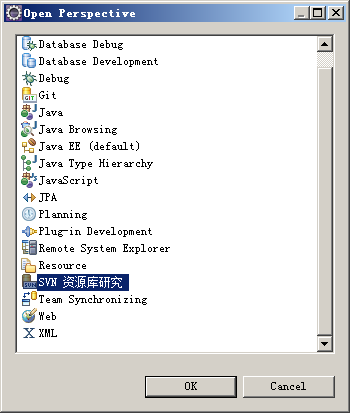 Open Perspective
Database Debug
Database Development
Debug
Git
Java
Java Browsing
Java EE (default)
Java Type Hierarchy
JavaScript
JPA
Planning
Plug-in Development
Remote System Explorer
Resource
SVN 资源库研究
Team Synchronizing
Web
XML
OK
Cancel